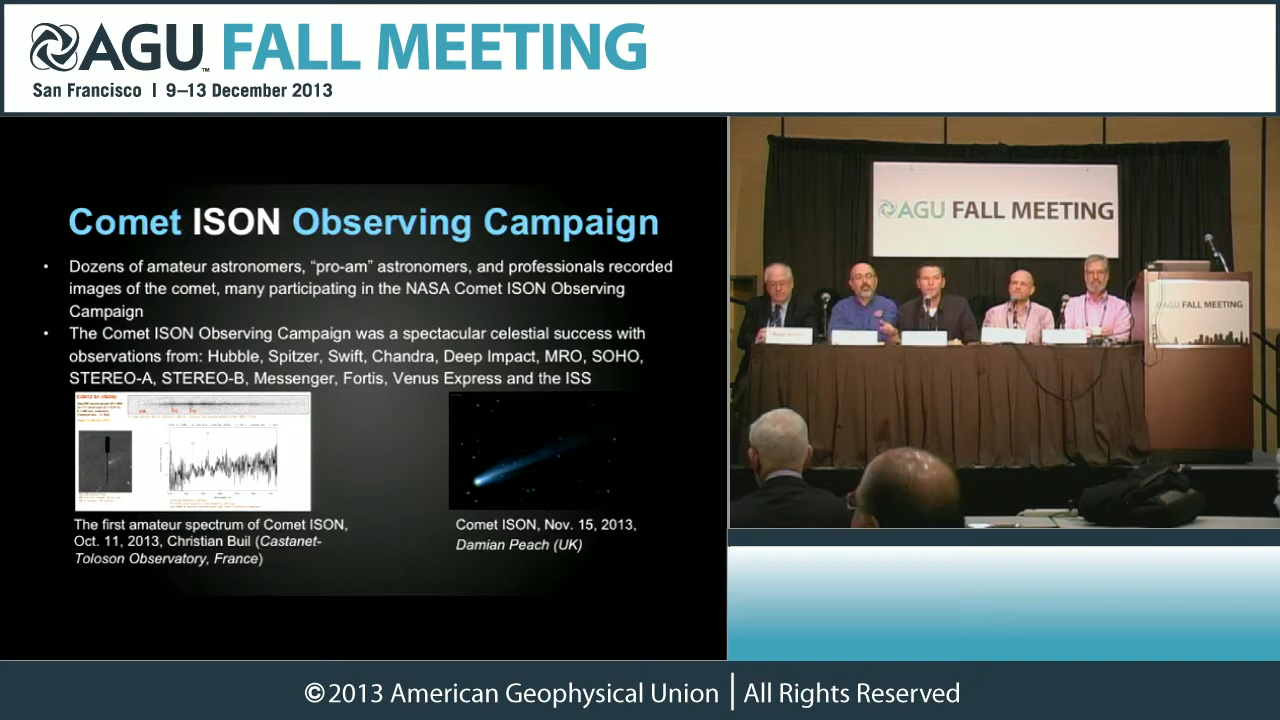 AGU™ FALL MEETING
San Francisco | 9–13 December 2013
Comet ISON Observing Campaign
• Dozens of amateur astronomers, “pro-am” astronomers, and professionals recorded
images of the comet, many participating in the NASA Comet ISON Observing
Campaign
• The Comet ISON Observing Campaign was a spectacular celestial success with
observations from: Hubble, Spitzer, Swift, Chandra, Deep Impact, MRO, SOHO,
STEREO-A, STEREO-B, Messenger, Fortis, Venus Express and the ISS
The first amateur spectrum of Comet ISON,
Oct. 11, 2013, Christian Buil (Castanet-
Toloson Observatory, France)
Comet ISON, Nov. 15, 2013,
Damian Peach (UK)
AGU FALL MEETING
AGU FALL MEETING
©2013 American Geophysical Union | All Rights Reserved